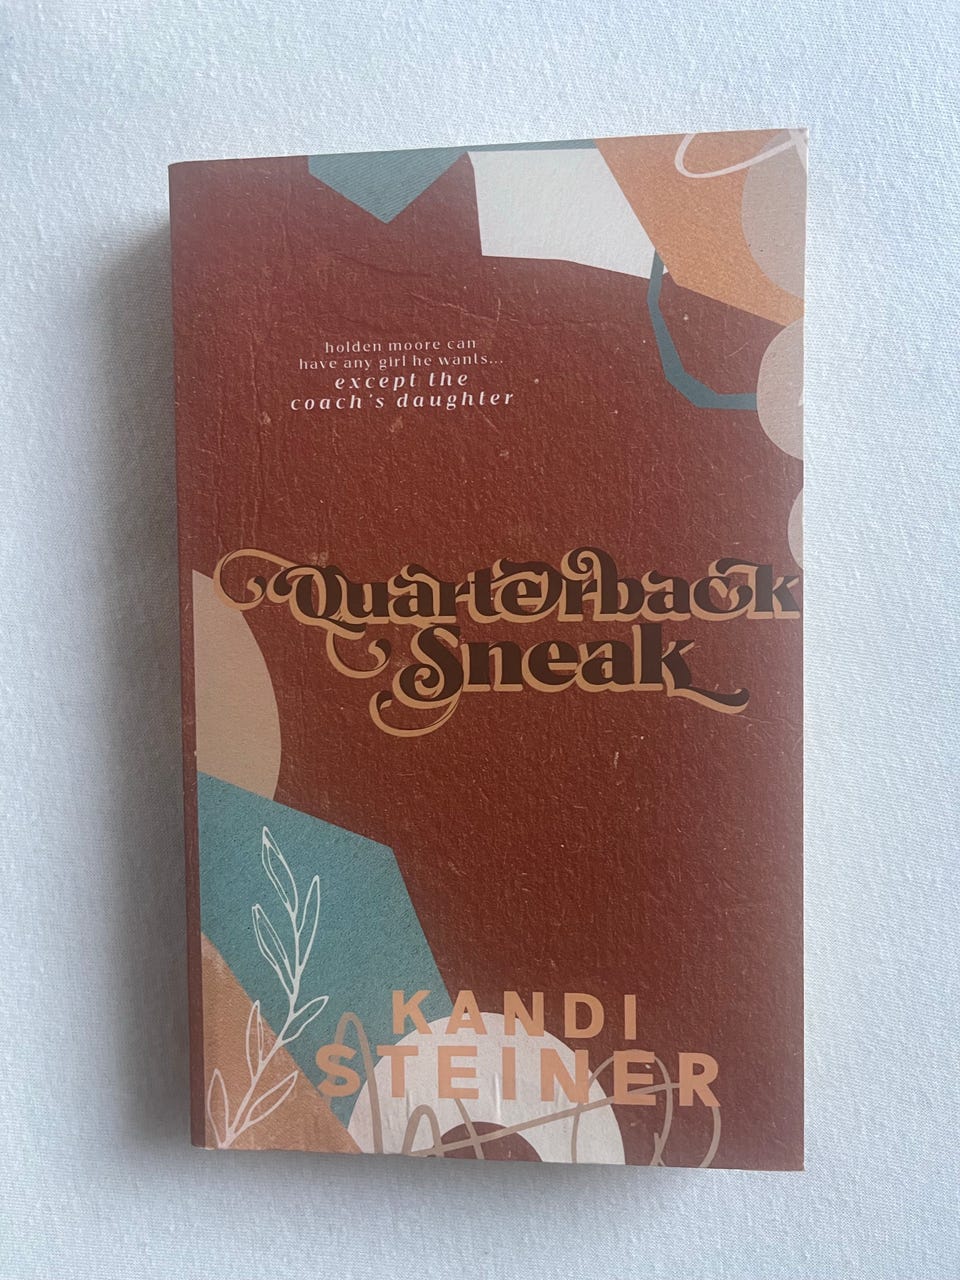 holden moore can
have any girl he wants...
except the
coach's daughter
Quarterback
Sneak
KANDI
STEINER